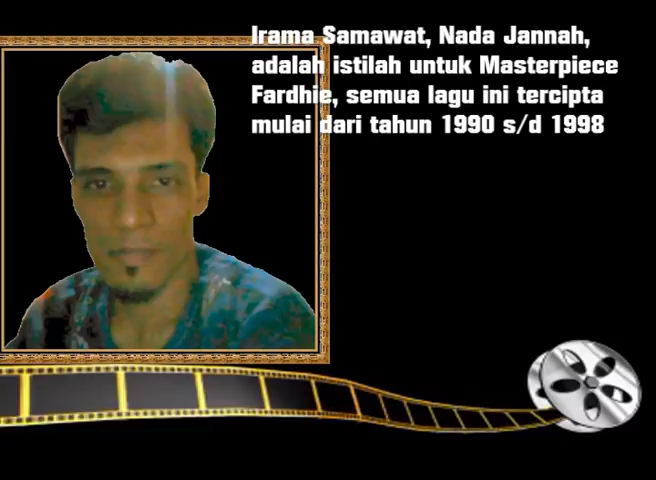 Irama Samawat, Nada Jannah,
adalah istilah untuk Masterpiece
Fardhie, semua lagu ini tercipta
mulai dari tahun 1990 s/d 1998